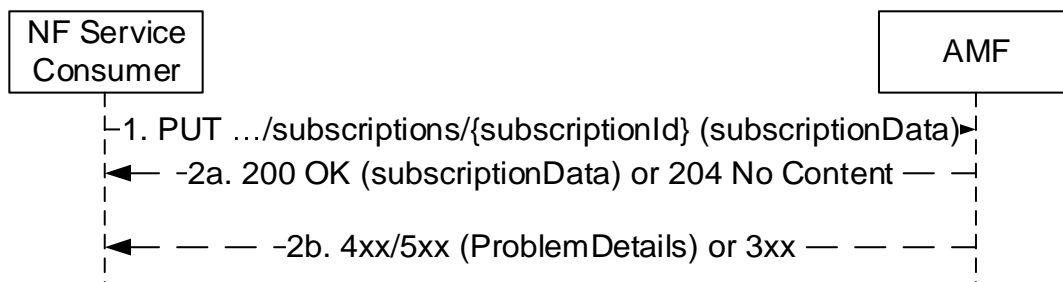 NF Service
Consumer
AMF
1. PUT …/subscriptions/{subscriptionId} (subscriptionData)
2a. 200 OK (subscriptionData) or 204 No Content
2b. 4xx/5xx (ProblemDetails) or 3xx